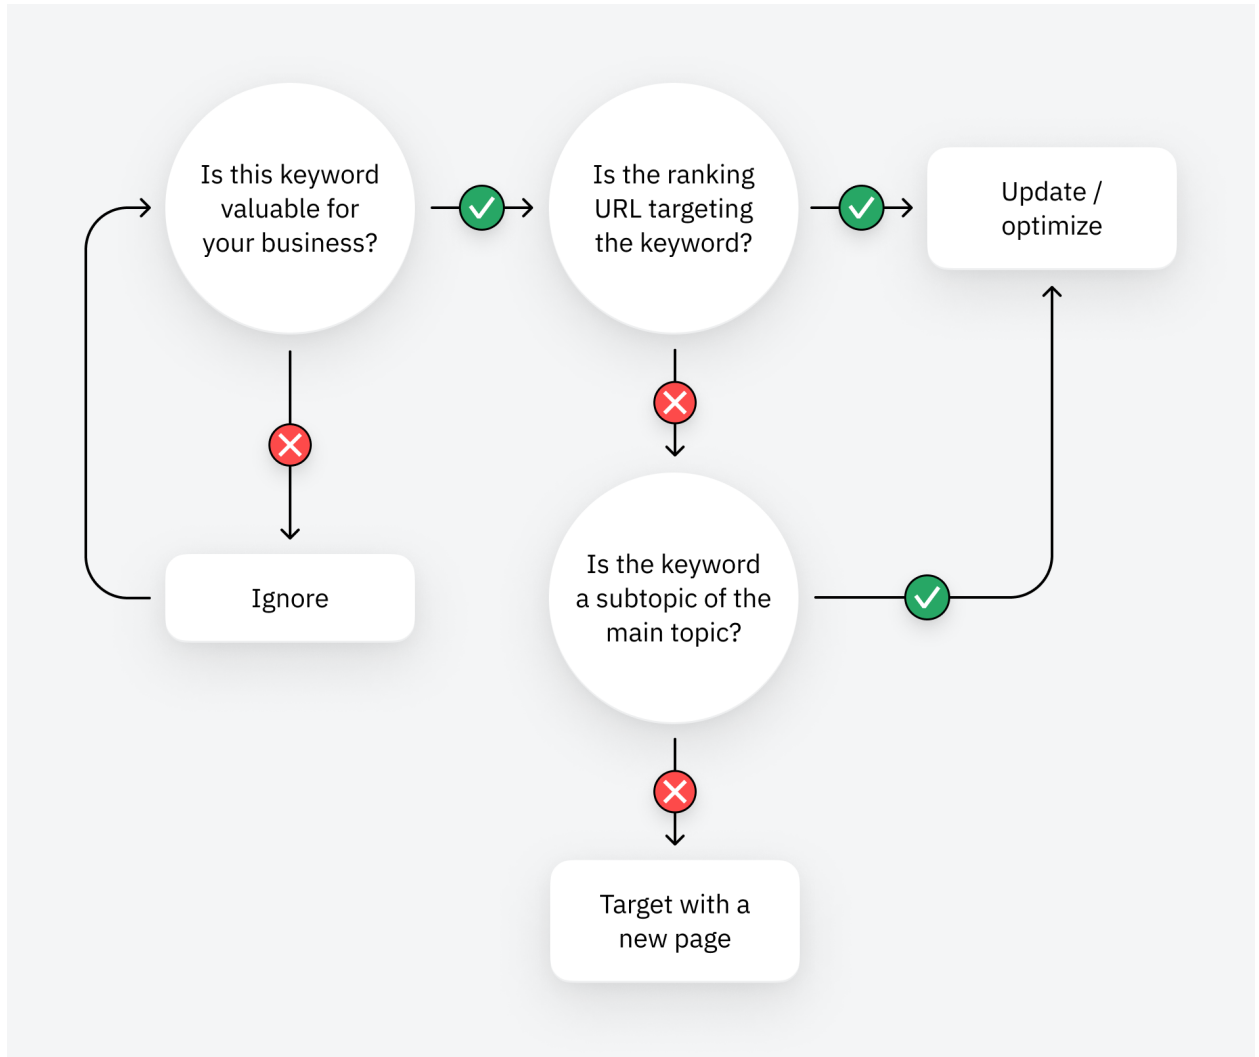 Is this keyword
valuable for
your business?
Is the ranking
URL targeting
the keyword?
Update /
optimize
Ignore
Is the keyword
a subtopic of the
main topic?
Target with a
new page